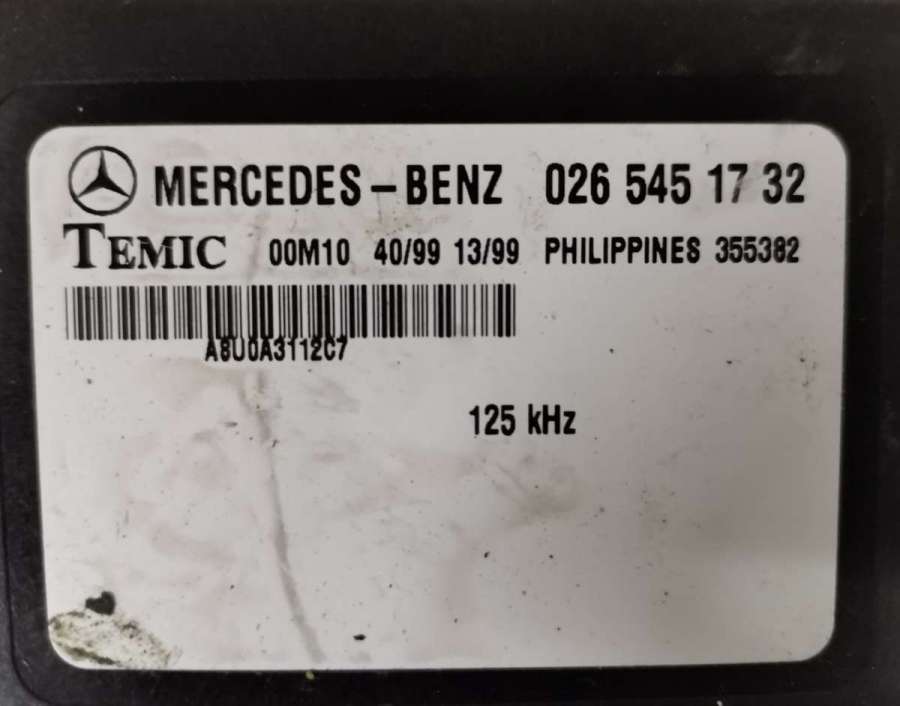 MERCEDES-BENZ 026 545 17 32
TEMIC 00M10 40/99 13/99 PHILIPPINES 355382
A8U0A3112C7
125 kHz